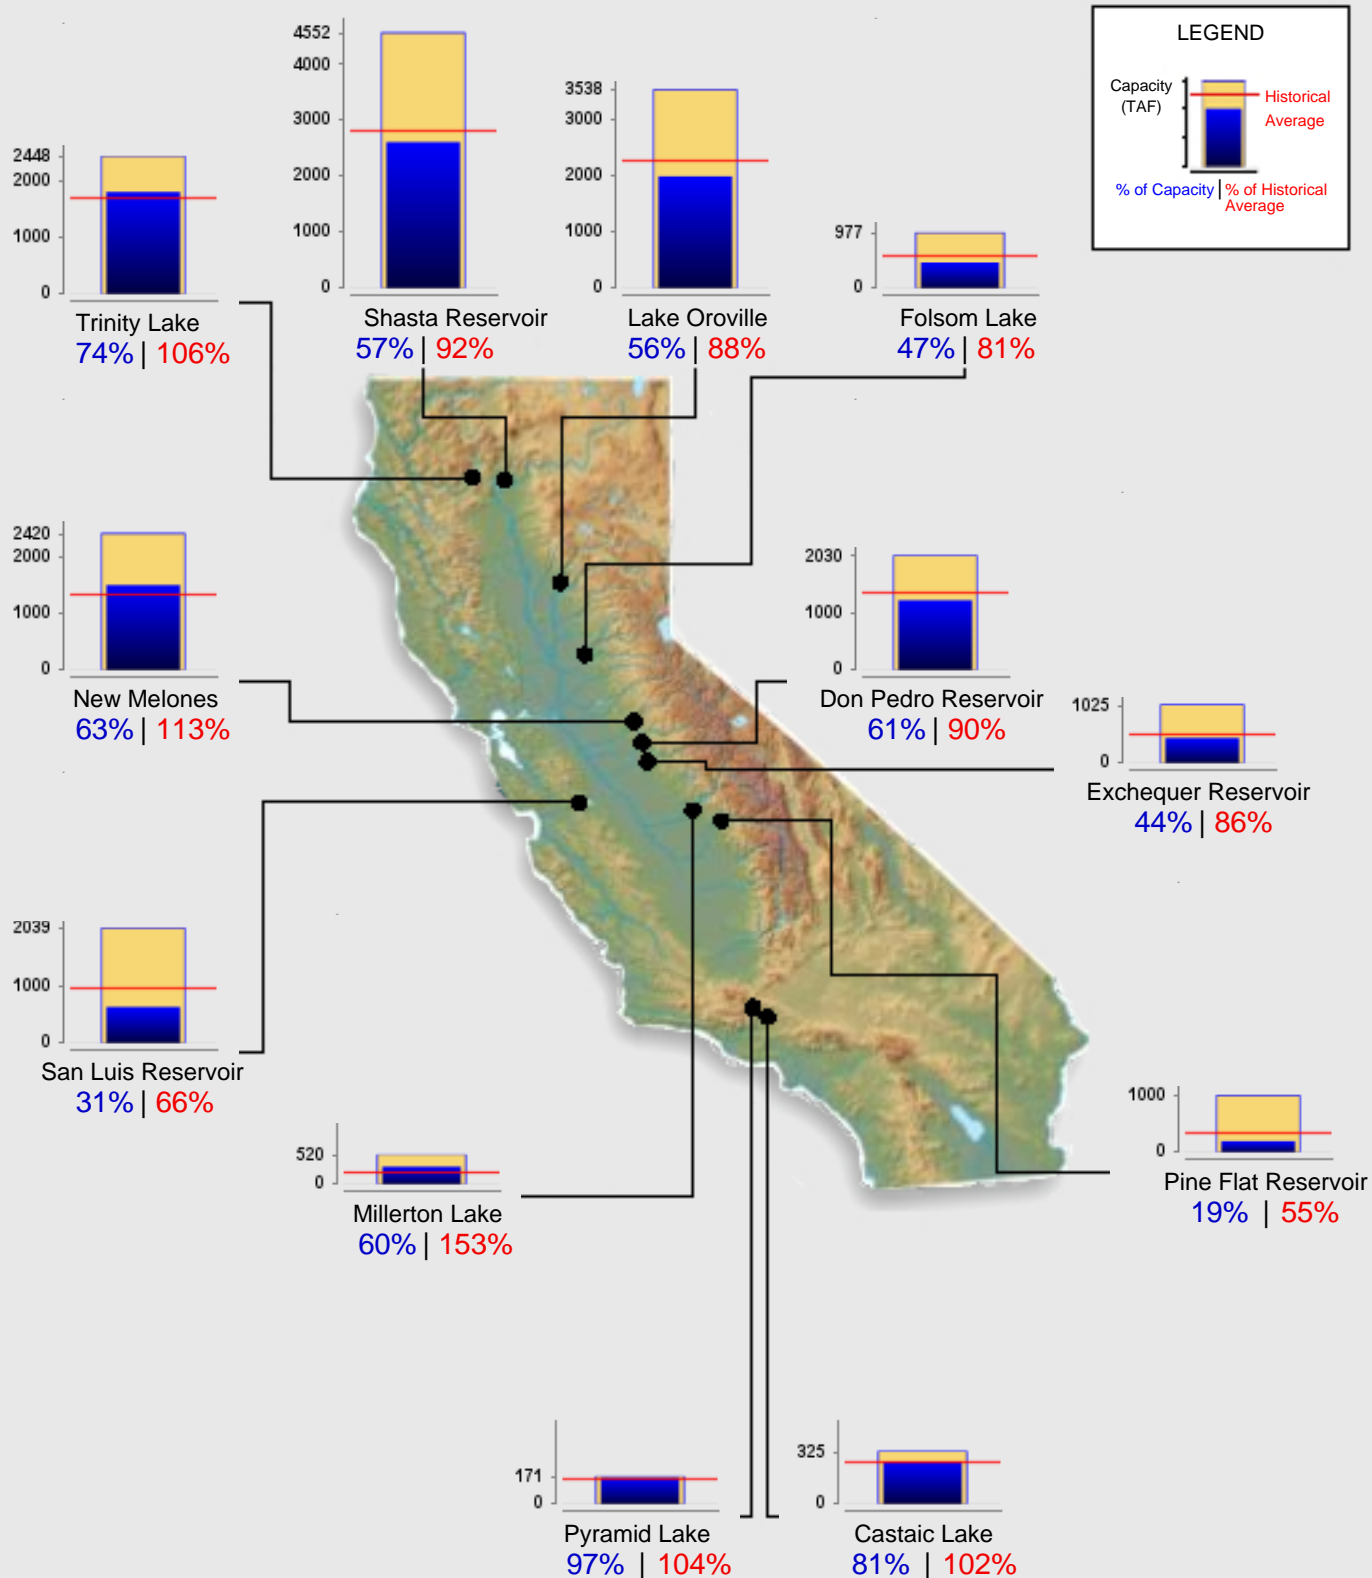 LEGEND
Capacity
(TAF)
Historical
Average
% of Capacity | % of Historical
Average
4552
4000
3000
2000
1000
0
Shasta Reservoir
57% | 92%
3538
3000
2000
1000
0
Lake Oroville
56% | 88%
2448
2000
1000
0
Trinity Lake
74% | 106%
977
0
Folsom Lake
47% | 81%
2420
2000
1000
0
New Melones
63% | 113%
2030
1000
0
Don Pedro Reservoir
61% | 90%
1025
0
Exchequer Reservoir
44% | 86%
2039
1000
0
San Luis Reservoir
31% | 66%
520
0
Millerton Lake
60% | 153%
1000
0
Pine Flat Reservoir
19% | 55%
171
0
Pyramid Lake
97% | 104%
325
0
Castaic Lake
81% | 102%